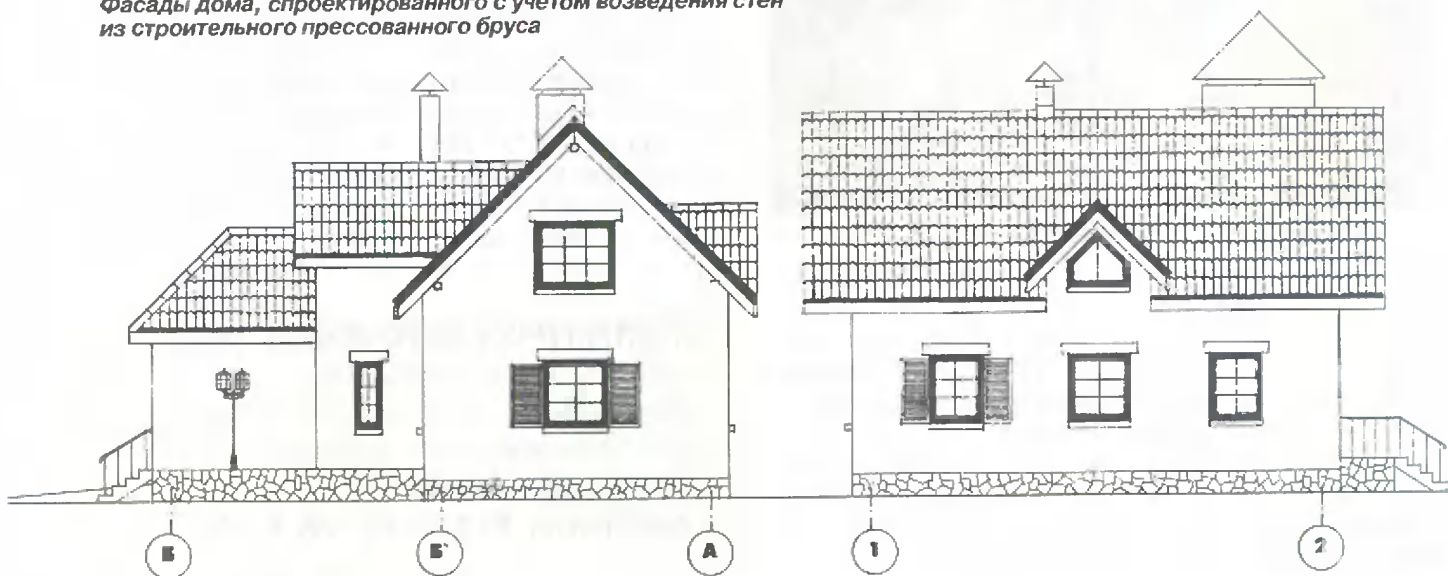 Фасады дома, спроектированного с учетом возведения стен
из строительного прессованного бруса
Б Б` А 1 2